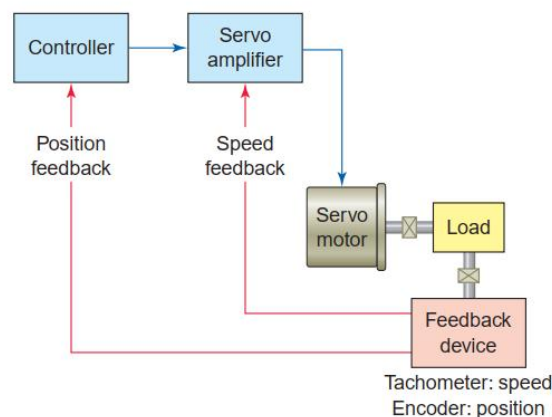 Controller
Servo
amplifier
Position
feedback
Speed
feedback
Servo
motor
Load
Feedback
device
Tachometer: speed
Encoder: position